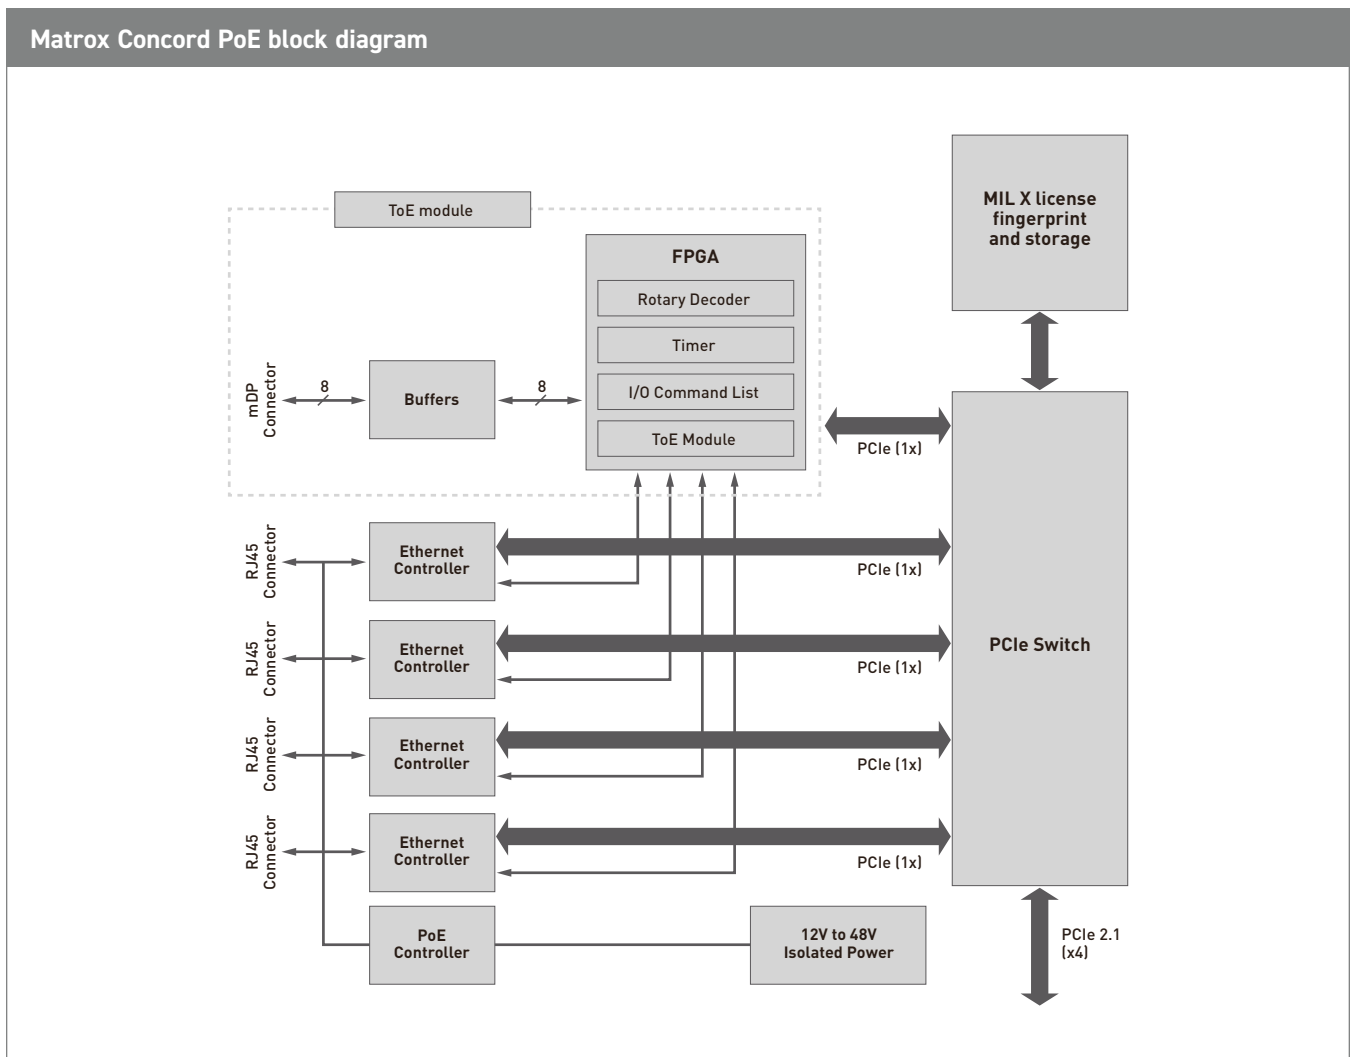 Matrox Concord PoE block diagram
MIL X license
fingerprint
and storage
ToE module
FPGA
Rotary Decoder
Timer
I/O Command List
ToE Module
mDP
Connector
8
Buffers
8
PCIe (1x)
RJ45
Connector
Ethernet
Controller
PCIe (1x)
RJ45
Connector
Ethernet
Controller
PCIe (1x)
PCIe Switch
RJ45
Connector
Ethernet
Controller
PCIe (1x)
RJ45
Connector
Ethernet
Controller
PCIe (1x)
PoE
Controller
12V to 48V
Isolated Power
PCIe 2.1
(x4)